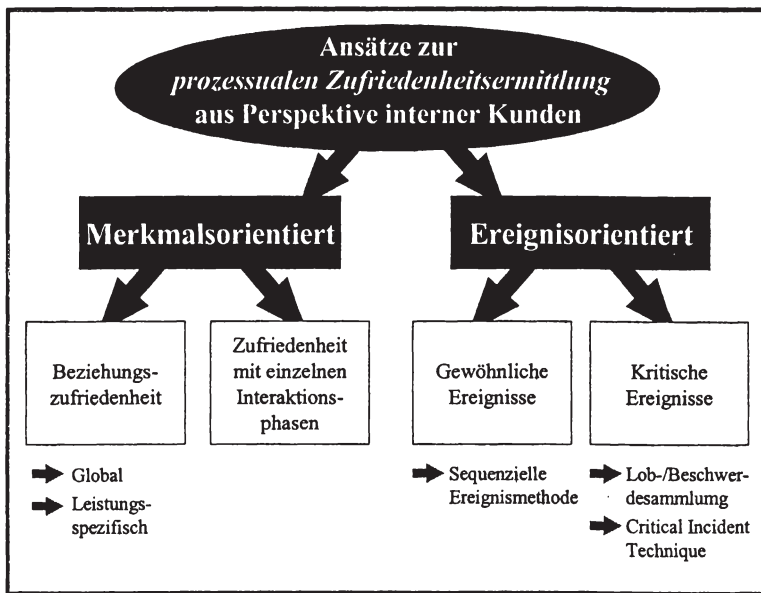 Ansätze zur
prozessualen Zufriedenheitsermittlung
aus Perspektive interner Kunden
Merkmalsorientiert
Ereignisorientiert
Beziehungs-
zufriedenheit
Zufriedenheit
mit einzelnen
Interaktions-
phasen
Gewöhnliche
Ereignisse
Kritische
Ereignisse
Global
Leistungs-
spezifisch
Sequenzielle
Ereignismethode
Lob-/Beschwer-
desammlumg
Critical Incident
Technique